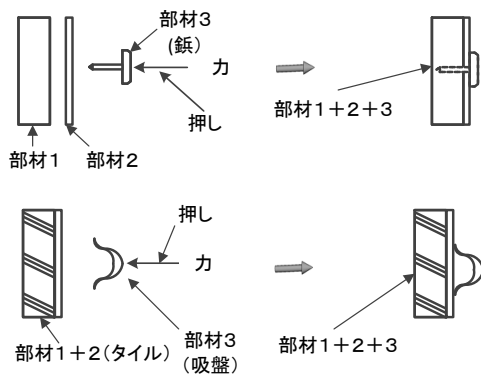 部材3
(鋲)
力
押し
部材1
部材2
部材1+2+3
押し
力
部材3
(吸盤)
部材1+2(タイル)
部材1+2+3